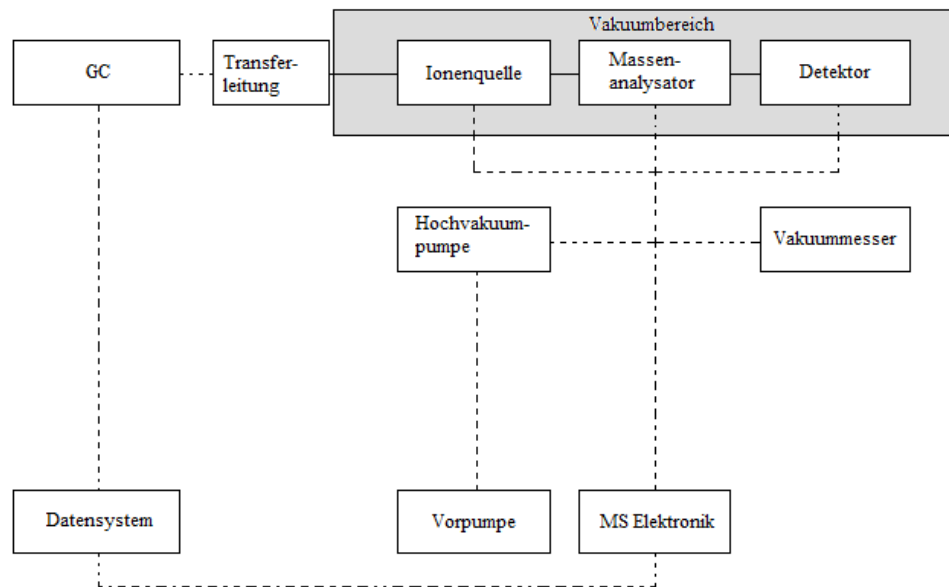 Vakuumbereich
GC
Transfer-
leitung
Ionenquelle
Massen-
analysator
Detektor
Hochvakuum-
pumpe
Vakuummesser
Datensystem
Vorpumpe
MS Elektronik